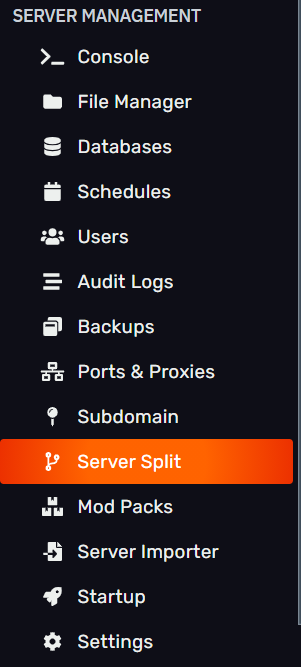 SERVER MANAGEMENT
Console
File Manager
Databases
Schedules
Users
Audit Logs
Backups
Ports & Proxies
Subdomain
Server Split
Mod Packs
Server Importer
Startup
Settings